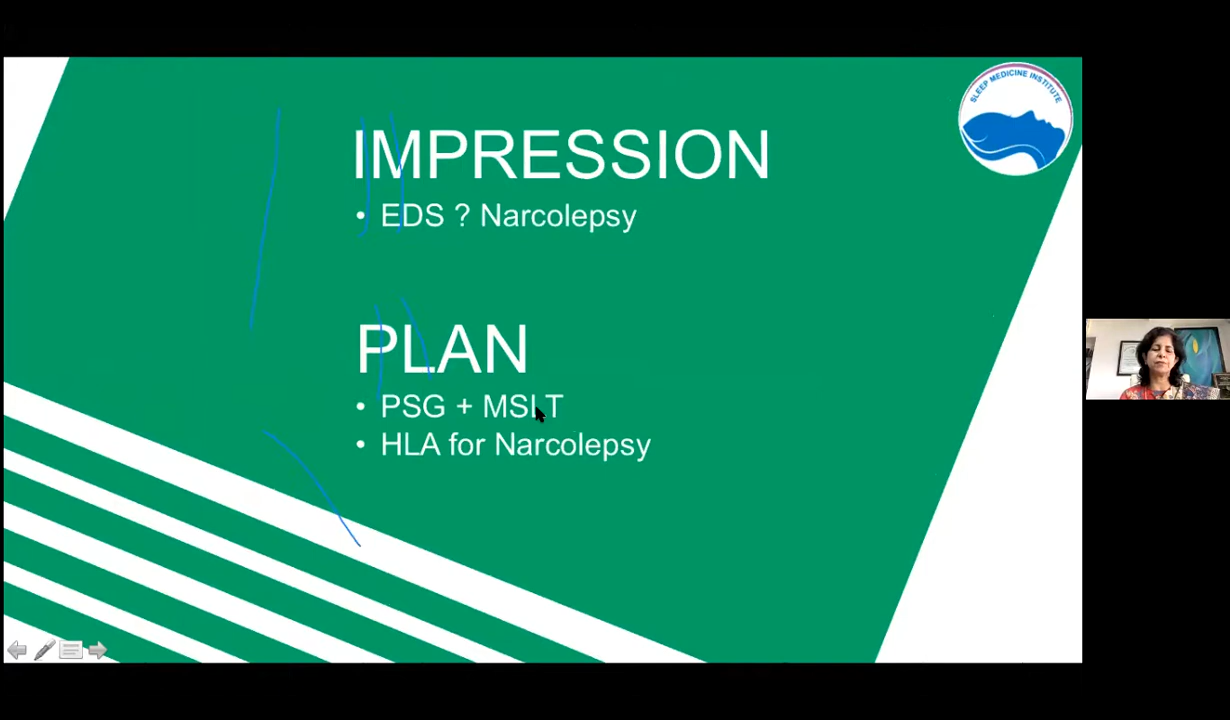 SLEEP MEDICINE INSTITUTE
IMPRESSION
• EDS ? Narcolepsy
PLAN
• PSG + MSLT
• HLA for Narcolepsy